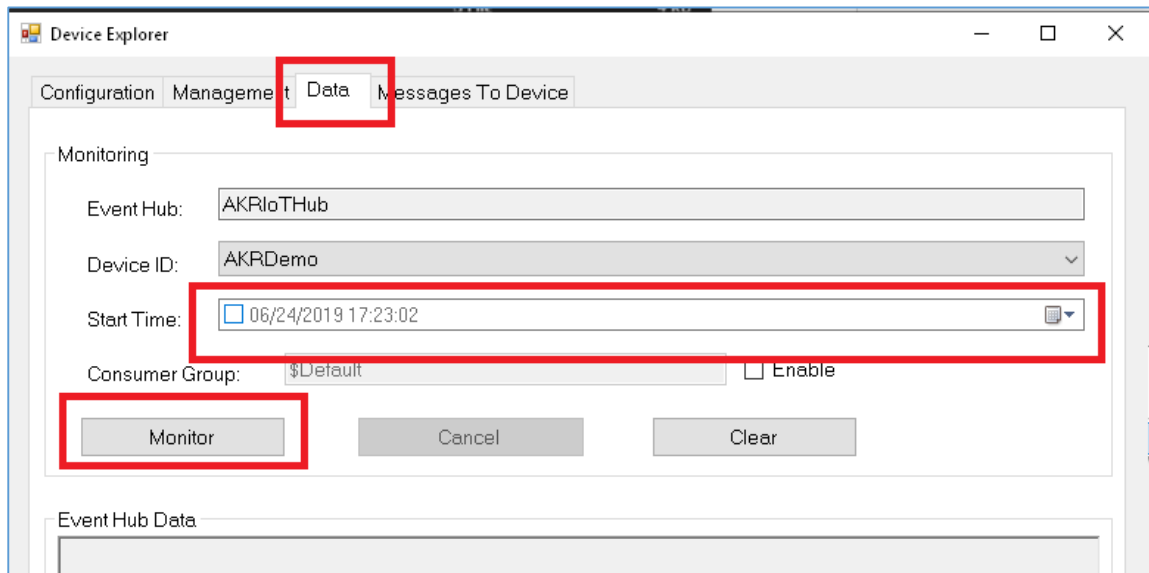 Device Explorer
Configuration Management Data Messages To Device
Monitoring
Event Hub: AKRIoTHub
Device ID: AKRDemo
Start Time: 06/24/2019 17:23:02
Consumer Group: $Default Enable
Monitor Cancel Clear
Event Hub Data